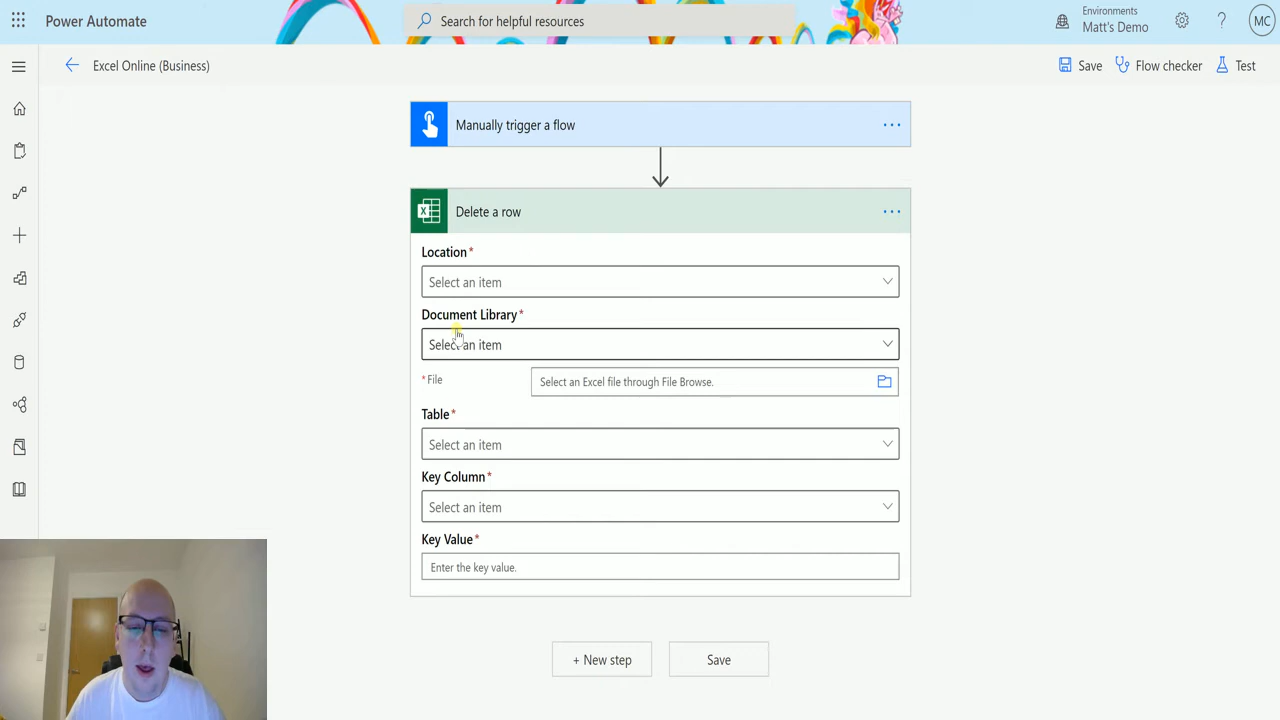 Power Automate
Search for helpful resources
Environments
Matt's Demo
?
MC
Excel Online (Business)
Save
Flow checker
Test
Manually trigger a flow
...
Delete a row
...
Location *
Select an item
Document Library *
Select an item
* File
Select an Excel file through File Browse.
Table *
Select an item
Key Column *
Select an item
Key Value *
Enter the key value.
+ New step
Save